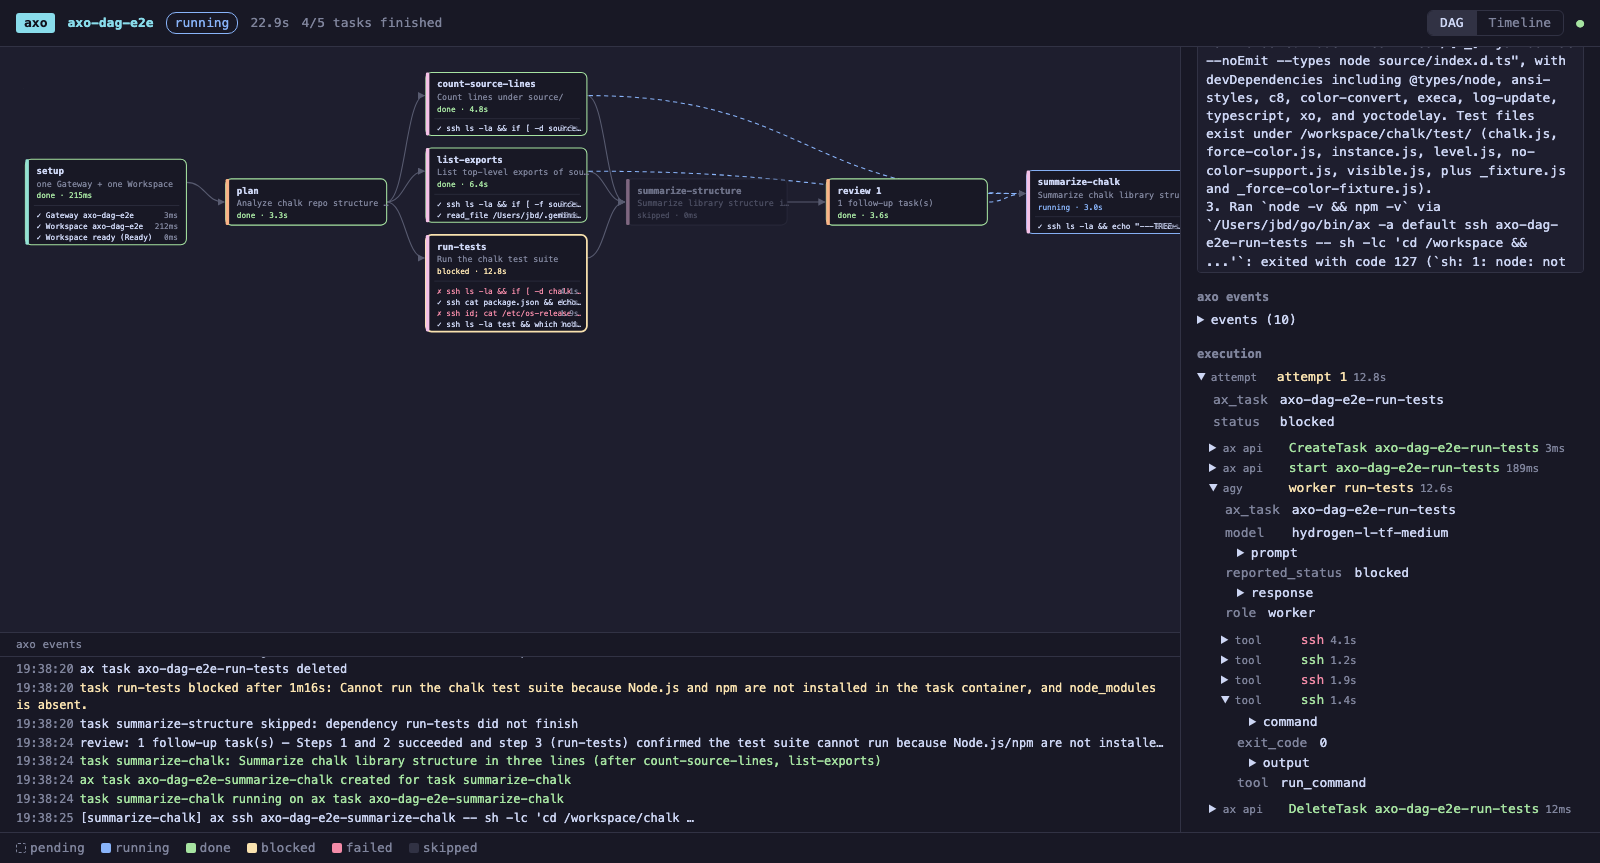 axo axo-dag-e2e running 22.9s 4/5 tasks finished
DAG Timeline
setup
one Gateway + one Workspace
done · 215ms
✓ Gateway axo-dag-e2e 3ms
✓ Workspace axo-dag-e2e 212ms
✓ Workspace ready (Ready) 0ms
plan
Analyze chalk repo structure …
done · 3.3s
count-source-lines
Count lines under source/
done · 4.8s
✓ ssh ls -la && if [ -d source…
list-exports
List top-level exports of sou…
done · 6.4s
✓ ssh ls -la && if [ -f source…
✓ read_file /Users/jbd/.gemini…
run-tests
Run the chalk test suite
blocked · 12.8s
✗ ssh ls -la && if [ -d chalk…
✓ ssh cat package.json && echo…
✗ ssh id; cat /etc/os-release…
✓ ssh ls -la test && which nod…
summarize-structure
Summarize library structure i…
skipped · 0ms
review 1
1 follow-up task(s)
done · 3.6s
summarize-chalk
Summarize chalk library stru
running · 3.0s
✓ ssh ls -la && echo "---TREE…
--noEmit --types node source/index.d.ts", with
devDependencies including @types/node, ansi-
styles, c8, color-convert, execa, log-update,
typescript, xo, and yoctodelay. Test files
exist under /workspace/chalk/test/ (chalk.js,
force-color.js, instance.js, level.js, no-
color-support.js, visible.js, plus _fixture.js
and _force-color-fixture.js).
3. Ran `node -v && npm -v` via
`/Users/jbd/go/bin/ax -a default ssh axo-dag-
e2e-run-tests -- sh -lc 'cd /workspace &&
...'`: exited with code 127 (`sh: 1: node: not
axo events
events (10)
execution
attempt attempt 1 12.8s
ax_task axo-dag-e2e-run-tests
status blocked
ax api CreateTask axo-dag-e2e-run-tests 3ms
ax api start axo-dag-e2e-run-tests 189ms
agy worker run-tests 12.6s
ax_task axo-dag-e2e-run-tests
model hydrogen-l-tf-medium
prompt
reported_status blocked
response
role worker
tool ssh 4.1s
tool ssh 1.2s
tool ssh 1.9s
tool ssh 1.4s
command
exit_code 0
output
tool run_command
ax api DeleteTask axo-dag-e2e-run-tests 12ms
axo events
19:38:20 ax task axo-dag-e2e-run-tests deleted
19:38:20 task run-tests blocked after 1m16s: Cannot run the chalk test suite because Node.js and npm are not installed in the task container, and node_modules
is absent.
19:38:20 task summarize-structure skipped: dependency run-tests did not finish
19:38:24 review: 1 follow-up task(s) — Steps 1 and 2 succeeded and step 3 (run-tests) confirmed the test suite cannot run because Node.js/npm are not installe…
19:38:24 task summarize-chalk: Summarize chalk library structure in three lines (after count-source-lines, list-exports)
19:38:24 ax task axo-dag-e2e-summarize-chalk created for task summarize-chalk
19:38:24 task summarize-chalk running on ax task axo-dag-e2e-summarize-chalk
19:38:25 [summarize-chalk] ax ssh axo-dag-e2e-summarize-chalk -- sh -lc 'cd /workspace/chalk …
pending running done blocked failed skipped